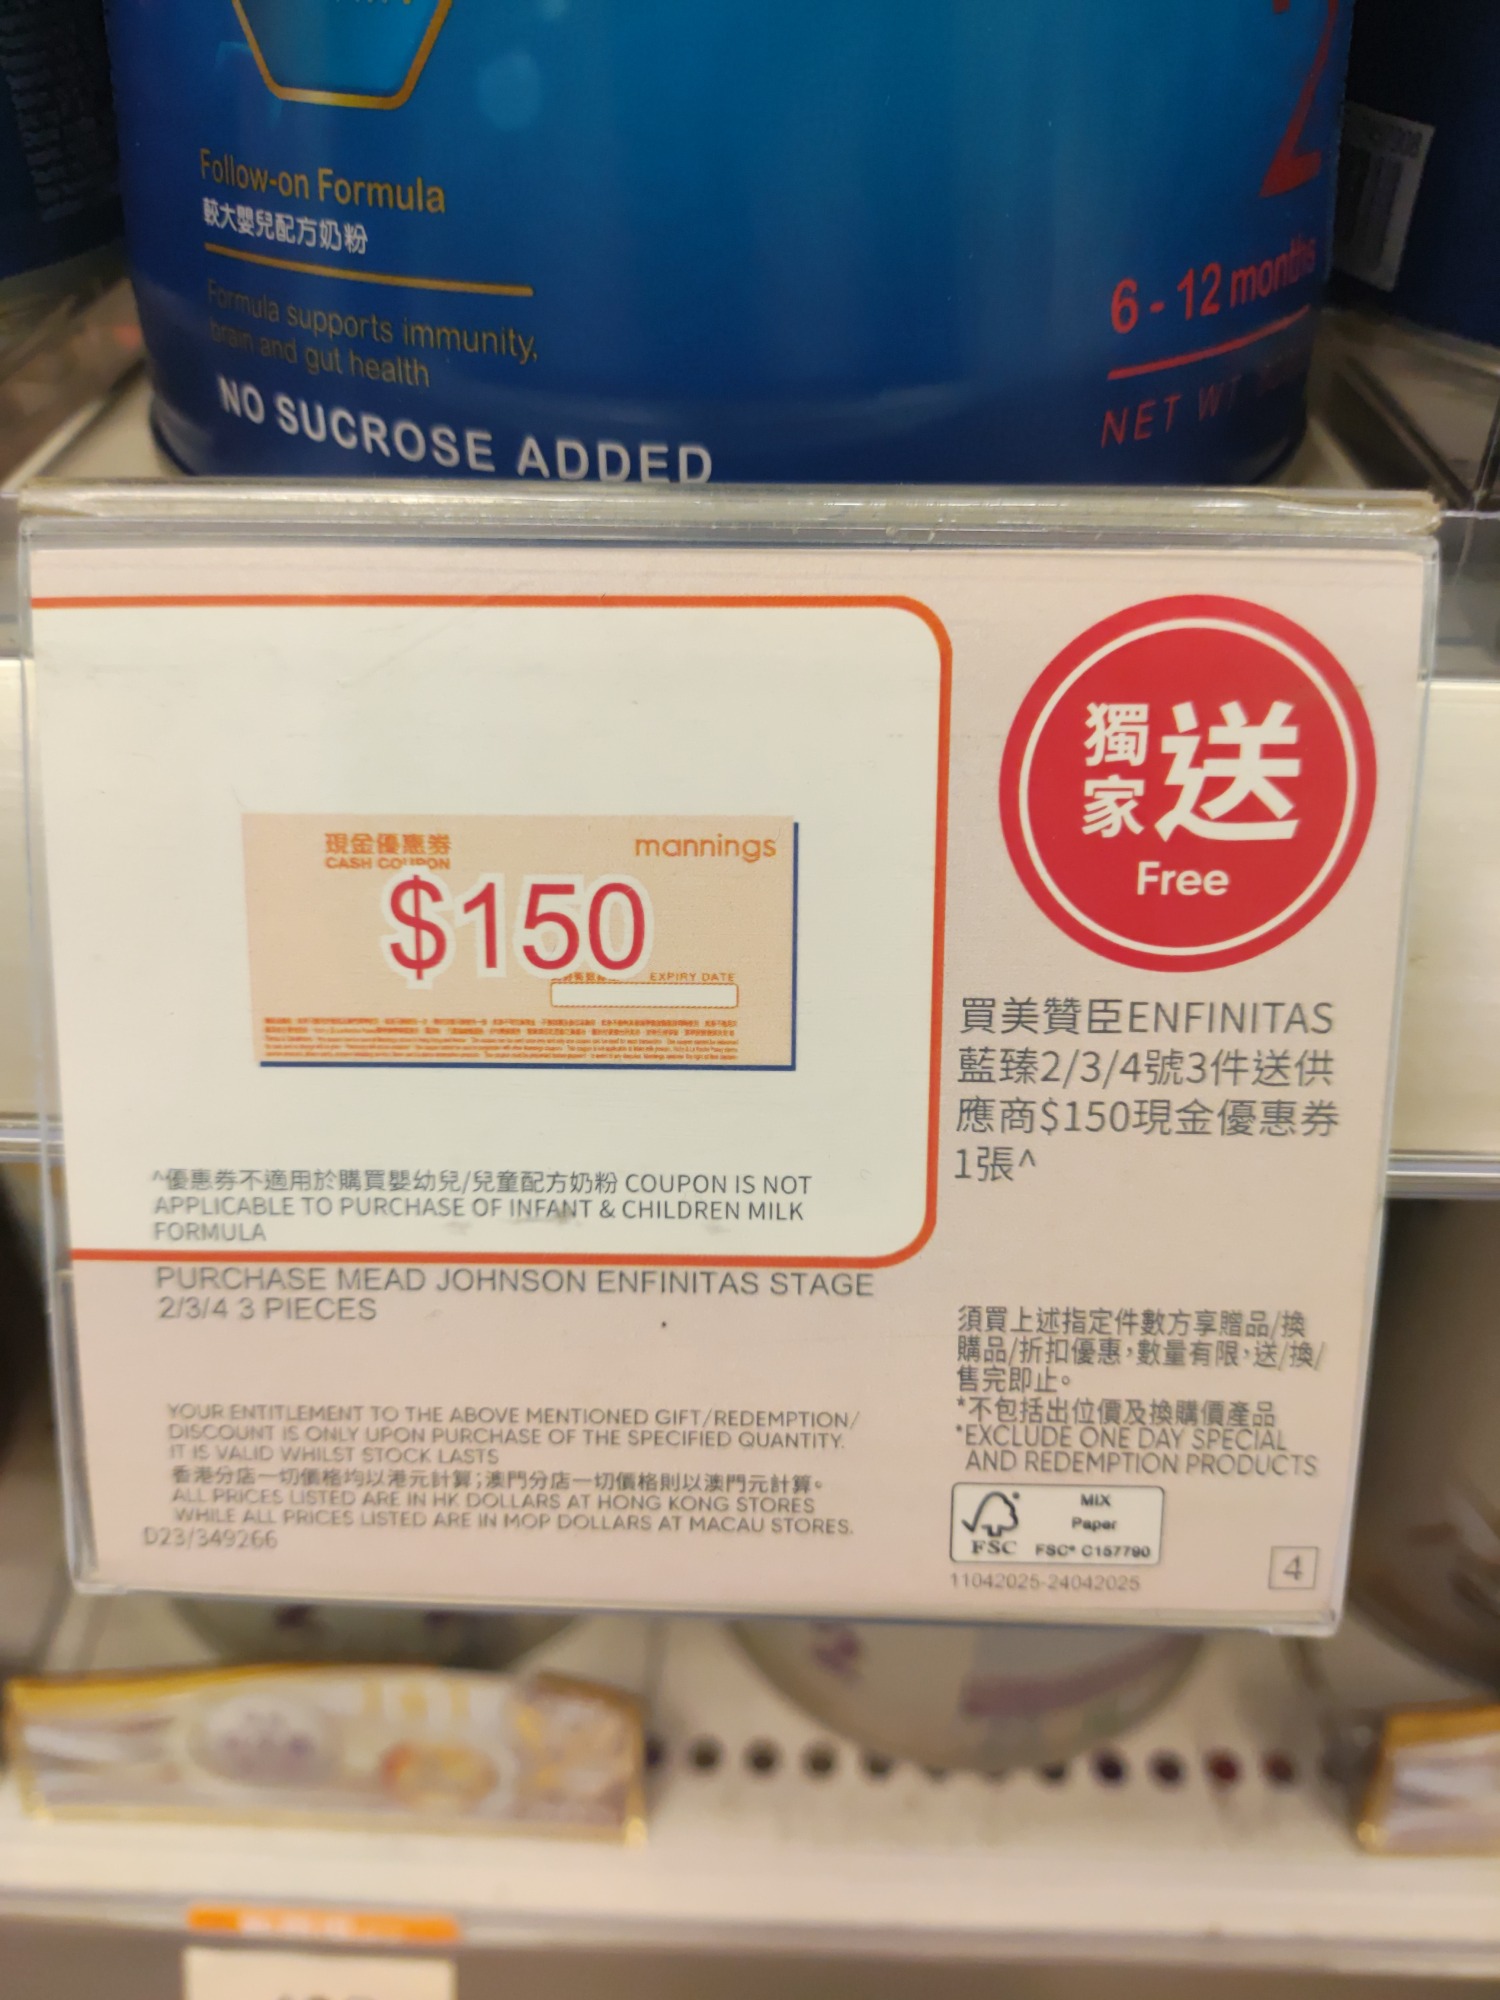 Follow-on Formula
較大嬰兒配方奶粉
Formula supports immunity,
brain and gut health
NO SUCROSE ADDED
2
6 - 12 months
NET WT
獨家送
Free
現金優惠券
CASH COUPON
mannings
$150
EXPIRY DATE
買美贊臣ENFINITAS
藍臻2/3/4號3件送供
應商$150現金優惠券
1張^
^優惠券不適用於購買嬰幼兒/兒童配方奶粉 COUPON IS NOT
APPLICABLE TO PURCHASE OF INFANT & CHILDREN MILK
FORMULA
PURCHASE MEAD JOHNSON ENFINITAS STAGE
2/3/4 3 PIECES
須買上述指定件數方享贈品/換
購品/折扣優惠，數量有限，送/換/
售完即止。
*不包括出位價及換購價產品
*EXCLUDE ONE DAY SPECIAL
AND REDEMPTION PRODUCTS
YOUR ENTITLEMENT TO THE ABOVE MENTIONED GIFT/REDEMPTION/
DISCOUNT IS ONLY UPON PURCHASE OF THE SPECIFIED QUANTITY.
IT IS VALID WHILST STOCK LASTS
香港分店一切價格均以港元計算；澳門分店一切價格則以澳門元計算。
ALL PRICES LISTED ARE IN HK DOLLARS AT HONG KONG STORES
WHILE ALL PRICES LISTED ARE IN MOP DOLLARS AT MACAU STORES.
D23/349266
FSC
MIX
Paper
FSC® C157790
11042025-24042025
4